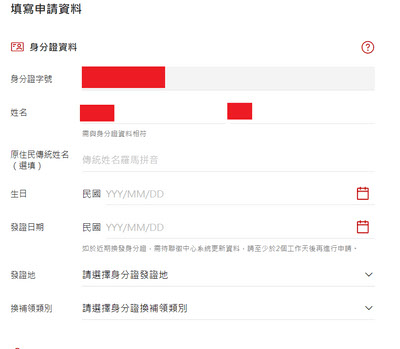 填寫申請資料
身分證資料
?
身分證字號
姓名
需與身分證資料相符
原住民傳統姓名
（選填）
傳統姓名羅馬拼音
生日
民國 YYY/MM/DD
發證日期
民國 YYY/MM/DD
如於近期換發身分證，需待聯徵中心系統更新資料，請至少於2個工作天後再進行申請。
發證地
請選擇身分證發證地
換補領類別
請選擇身分證換補領類別